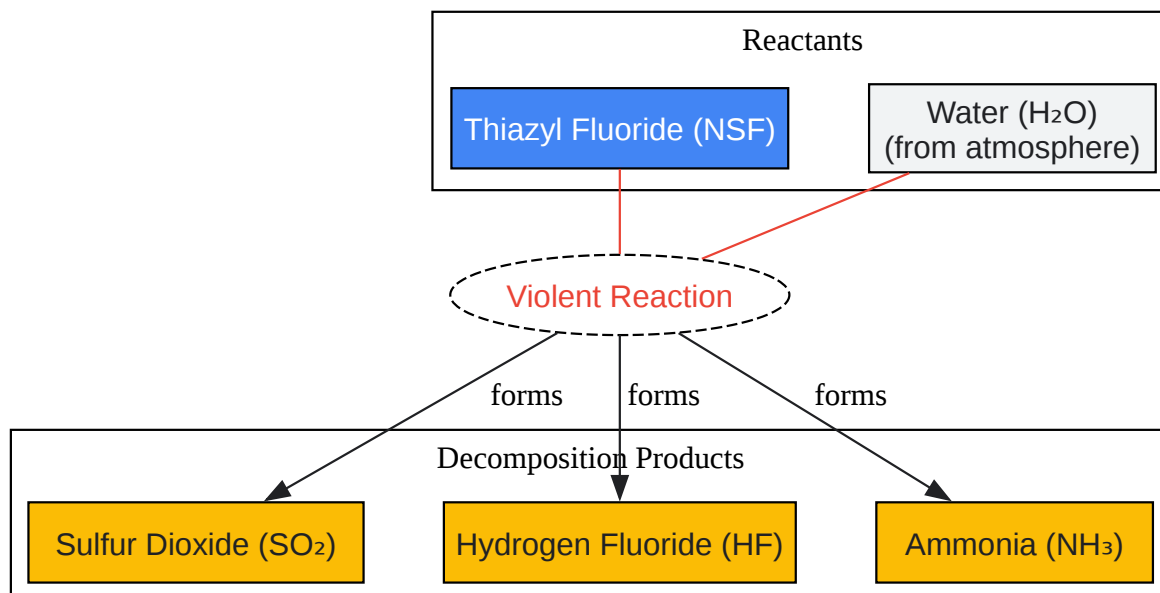 Reactants
Thiazyl Fluoride (NSF)
Water (H₂O)
(from atmosphere)
Violent Reaction
forms
forms
forms
Decomposition Products
Sulfur Dioxide (SO₂)
Hydrogen Fluoride (HF)
Ammonia (NH₃)